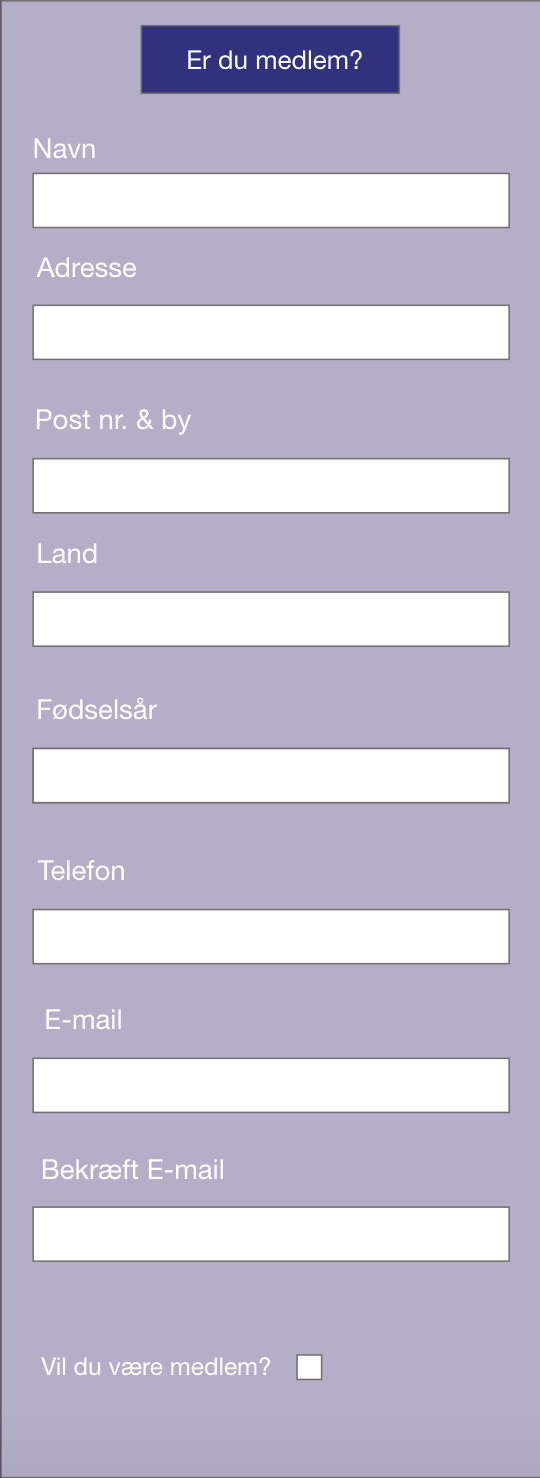 Er du medlem?
Navn
Adresse
Post nr. & by
Land
Fødselsår
Telefon
E-mail
Bekræft E-mail
Vil du være medlem?